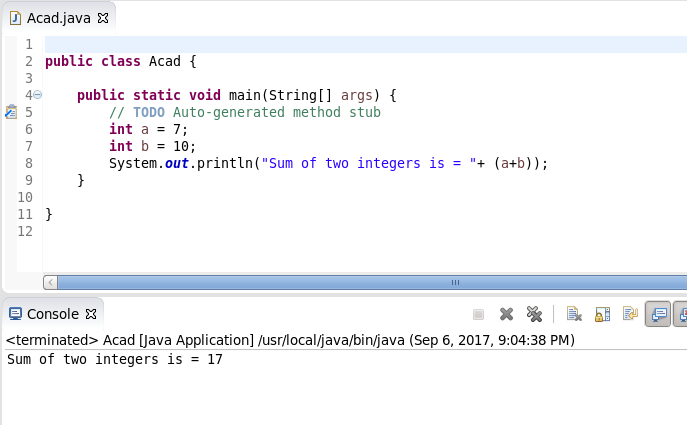 Acad.java
1
2 public class Acad {
3
4 public static void main(String[] args) {
5 // TODO Auto-generated method stub
6 int a = 7;
7 int b = 10;
8 System.out.println("Sum of two integers is = "+ (a+b));
9 }
10
11 }
12
Console
<terminated> Acad [Java Application] /usr/local/java/bin/java (Sep 6, 2017, 9:04:38 PM)
Sum of two integers is = 17